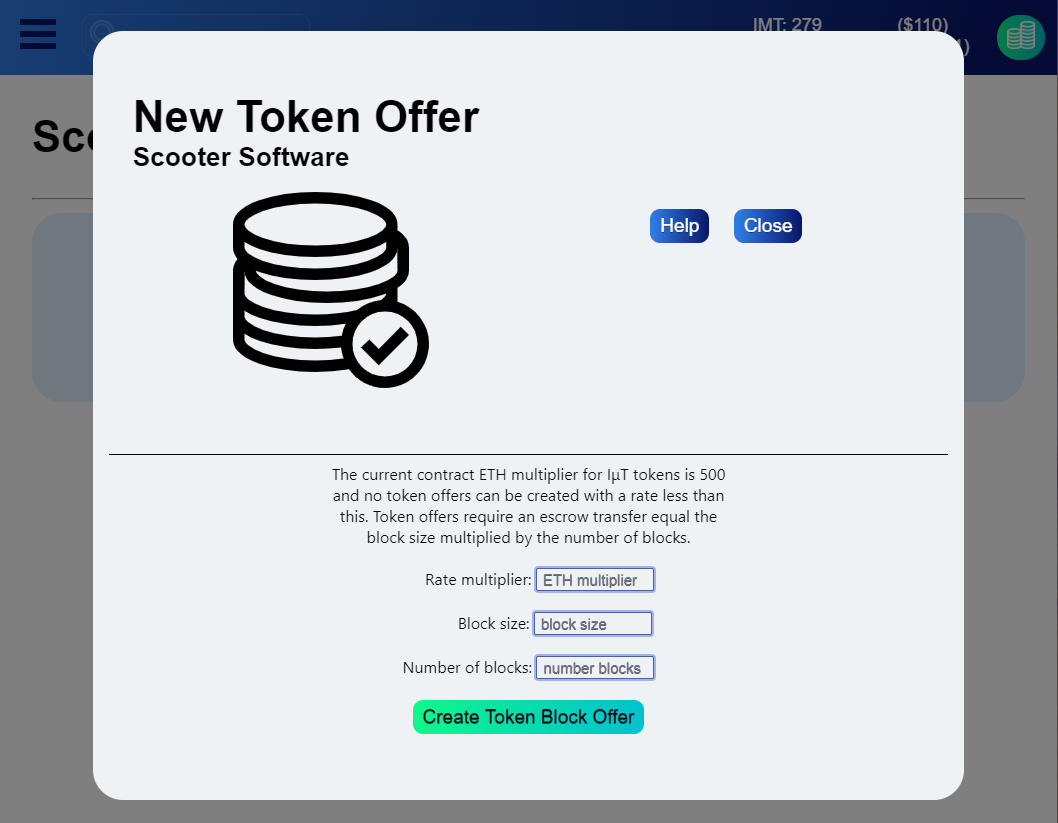 IMT: 279 ($110)
New Token Offer
Scooter Software
Help Close
The current contract ETH multiplier for IµT tokens is 500
and no token offers can be created with a rate less than
this. Token offers require an escrow transfer equal the
block size multiplied by the number of blocks.
Rate multiplier: ETH multiplier
Block size: block size
Number of blocks: number blocks
Create Token Block Offer